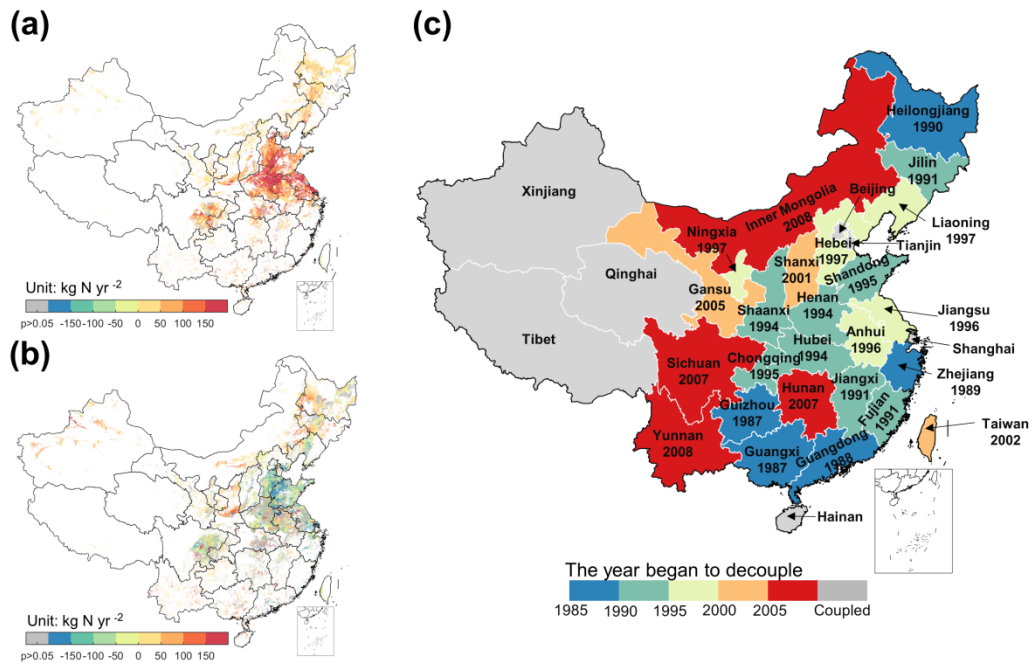 (a)
Unit: kg N yr -2
p>0.05 -150 -100 -50 0 50 100 150
(b)
Unit: kg N yr -2
p>0.05 -150 -100 -50 0 50 100 150
(c)
Heilongjiang
1990
Jilin
1991
Beijing
Inner Mongolia
2008
Liaoning
1997
Xinjiang
Ningxia
1997
Hebei
1997
Tianjin
Shanxi
2001
Shandong
1995
Qinghai
Gansu
2005
Shaanxi
1994
Henan
1994
Jiangsu
1996
Anhui
1996
Shanghai
Tibet
Hubei
1994
Sichuan
2007
Chongqing
1995
Zhejiang
1989
Hunan
2007
Jiangxi
1991
Guizhou
1987
Fujian
1991
Taiwan
2002
Yunnan
2008
Guangxi
1987
Guangdong
1988
Hainan
The year began to decouple
1985 1990 1995 2000 2005 Coupled